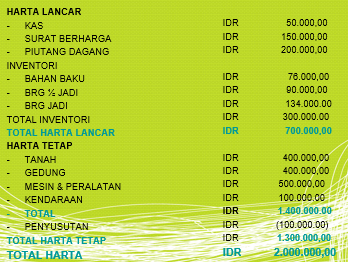 HARTA LANCAR
- KAS IDR 50.000,00
- SURAT BERHARGA IDR 150.000,00
- PIUTANG DAGANG IDR 200.000,00
INVENTORI
- BAHAN BAKU IDR 76.000,00
- BRG ½ JADI IDR 90.000,00
- BRG JADI IDR 134.000.00
TOTAL INVENTORI IDR 300.000.00
TOTAL HARTA LANCAR IDR 700.000,00
HARTA TETAP
- TANAH IDR 400.000,00
- GEDUNG IDR 400.000,00
- MESIN & PERALATAN IDR 500.000,00
- KENDARAAN IDR 100.000.00
- TOTAL IDR 1.400.000.00
- PENYUSUTAN IDR (100.000.00)
TOTAL HARTA TETAP IDR 1.300.000,00
TOTAL HARTA IDR 2.000.000,00